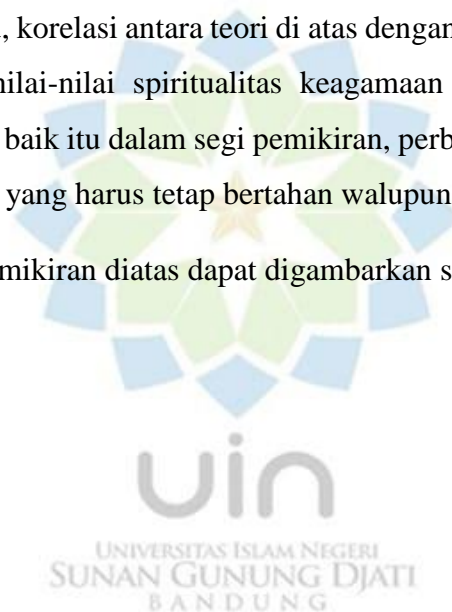 , korelasi antara teori di atas dengan
nilai-nilai spiritualitas keagamaan
baik itu dalam segi pemikiran, perb
yang harus tetap bertahan walupun
mikiran diatas dapat digambarkan s
uin
UNIVERSITAS ISLAM NEGERI
SUNAN GUNUNG DJATI
BANDUNG